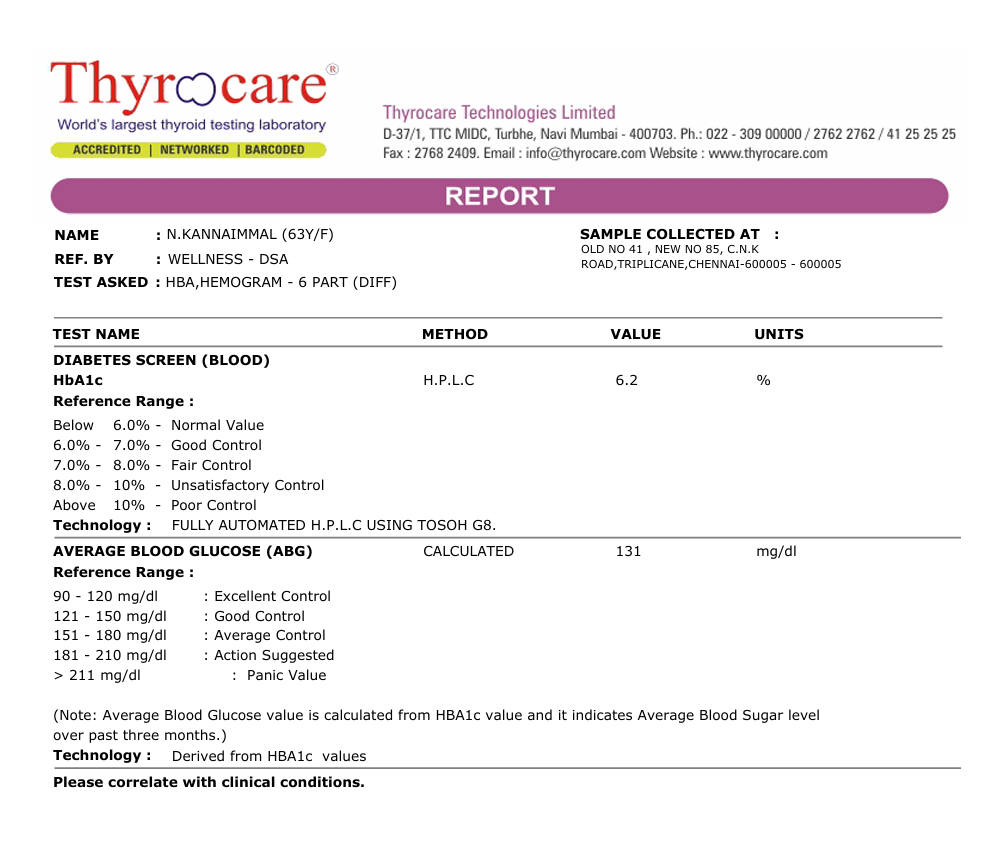 Thyrocare®
World's largest thyroid testing laboratory
ACCREDITED | NETWORKED | BARCODED
Thyrocare Technologies Limited
D-37/1, TTC MIDC, Turbhe, Navi Mumbai - 400703. Ph.: 022 - 309 00000 / 2762 2762 / 41 25 25 25
Fax : 2768 2409. Email : info@thyrocare.com Website : www.thyrocare.com
REPORT
NAME : N.KANNAIMMAL (63Y/F)
REF. BY : WELLNESS - DSA
TEST ASKED : HBA,HEMOGRAM - 6 PART (DIFF)
SAMPLE COLLECTED AT :
OLD NO 41 , NEW NO 85, C.N.K
ROAD,TRIPLICANE,CHENNAI-600005 - 600005
TEST NAME METHOD VALUE UNITS
DIABETES SCREEN (BLOOD)
HbA1c H.P.L.C 6.2 %
Reference Range :
Below 6.0% - Normal Value
6.0% - 7.0% - Good Control
7.0% - 8.0% - Fair Control
8.0% - 10% - Unsatisfactory Control
Above 10% - Poor Control
Technology : FULLY AUTOMATED H.P.L.C USING TOSOH G8.
AVERAGE BLOOD GLUCOSE (ABG) CALCULATED 131 mg/dl
Reference Range :
90 - 120 mg/dl : Excellent Control
121 - 150 mg/dl : Good Control
151 - 180 mg/dl : Average Control
181 - 210 mg/dl : Action Suggested
> 211 mg/dl : Panic Value
(Note: Average Blood Glucose value is calculated from HBA1c value and it indicates Average Blood Sugar level
over past three months.)
Technology : Derived from HBA1c values
Please correlate with clinical conditions.